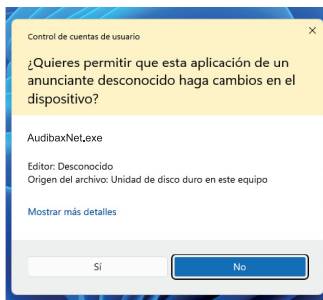 Control de cuentas de usuario
¿Quieres permitir que esta aplicación de un
anunciante desconocido haga cambios en el
dispositivo?
AudibaxNet.exe
Editor: Desconocido
Origen del archivo: Unidad de disco duro en este equipo
Mostrar más detalles
Sí
No